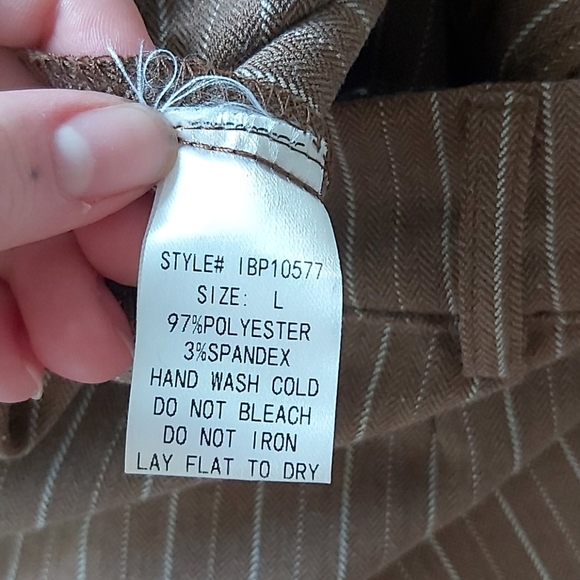 STYLE# IBP10577
SIZE: L
97%POLYESTER
3%SPANDEX
HAND WASH COLD
DO NOT BLEACH
DO NOT IRON
LAY FLAT TO DRY